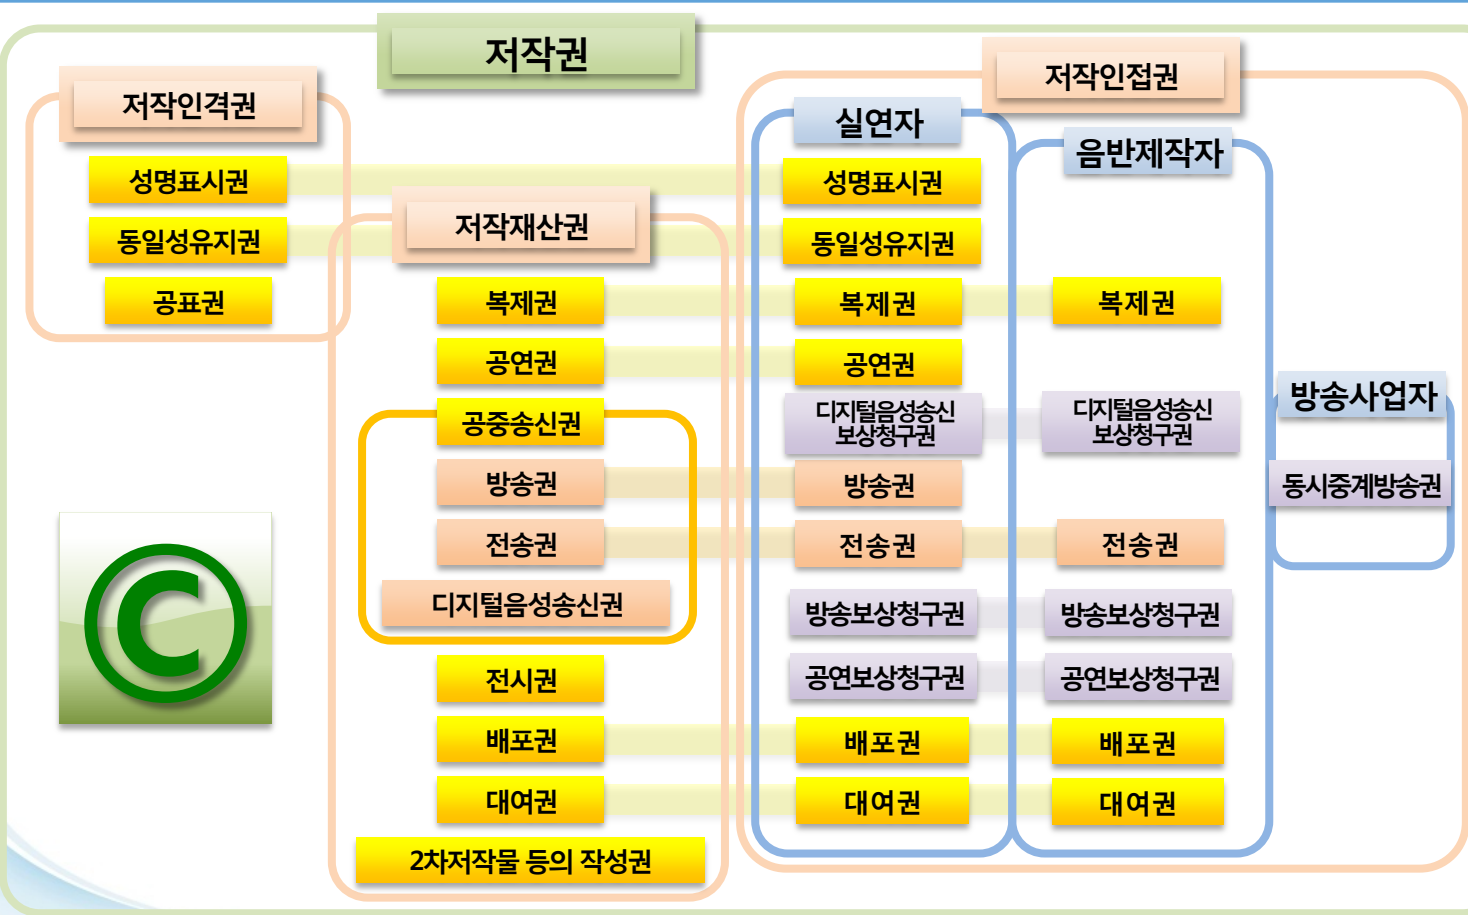 저작권
저작인격권
성명표시권
동일성유지권
공표권
저작재산권
복제권
공연권
공중송신권
방송권
전송권
디지털음성송신권
전시권
배포권
대여권
2차저작물 등의 작성권
저작인접권
실연자
성명표시권
동일성유지권
복제권
공연권
디지털음성송신
보상청구권
방송권
전송권
방송보상청구권
공연보상청구권
배포권
대여권
음반제작자
복제권
디지털음성송신
보상청구권
전송권
방송보상청구권
공연보상청구권
배포권
대여권
방송사업자
동시중계방송권
©